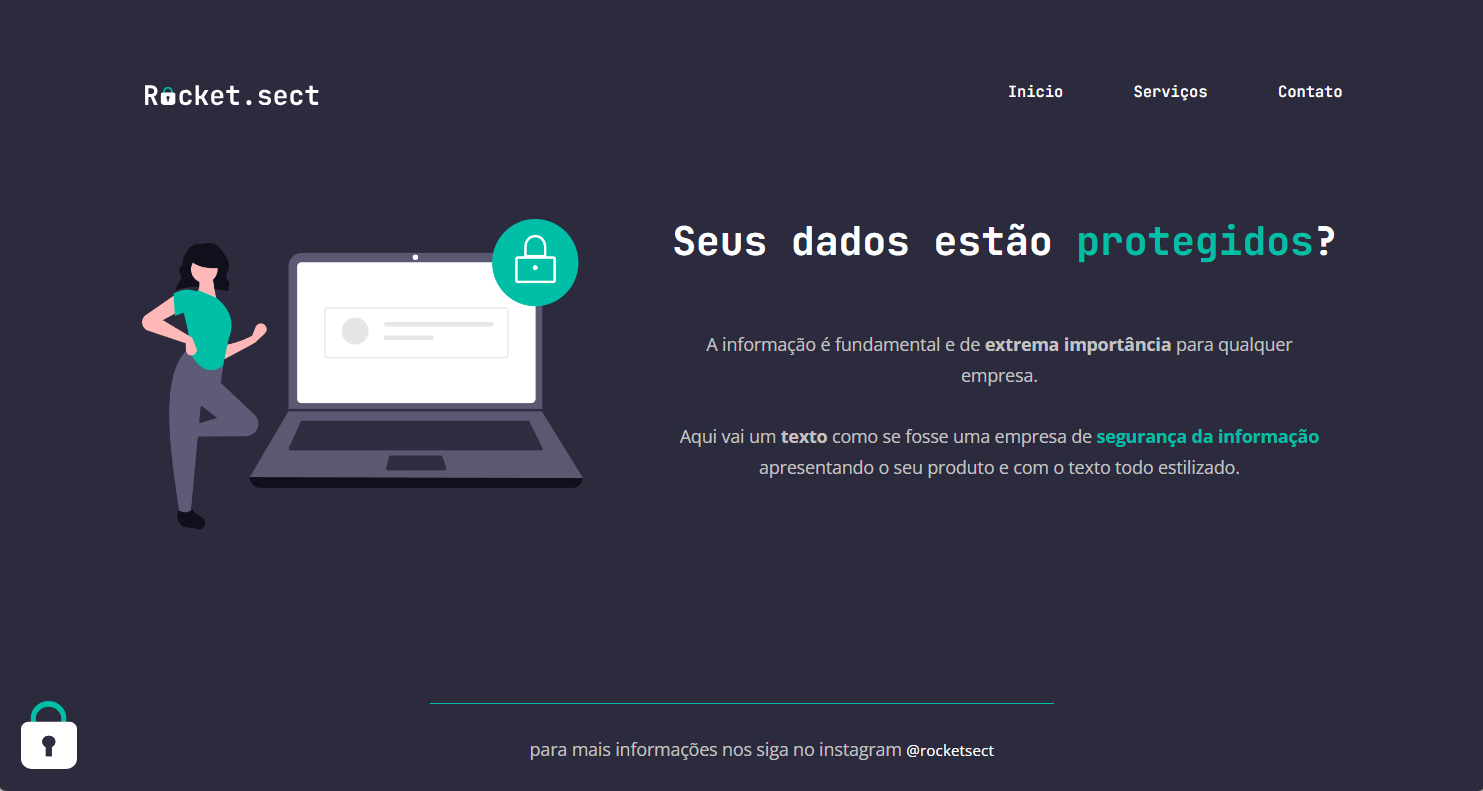 Rocket.sect
Inicio Serviços Contato
Seus dados estão protegidos?
A informação é fundamental e de extrema importância para qualquer
empresa.
Aqui vai um texto como se fosse uma empresa de segurança da informação
apresentando o seu produto e com o texto todo estilizado.
para mais informações nos siga no instagram @rocketsect